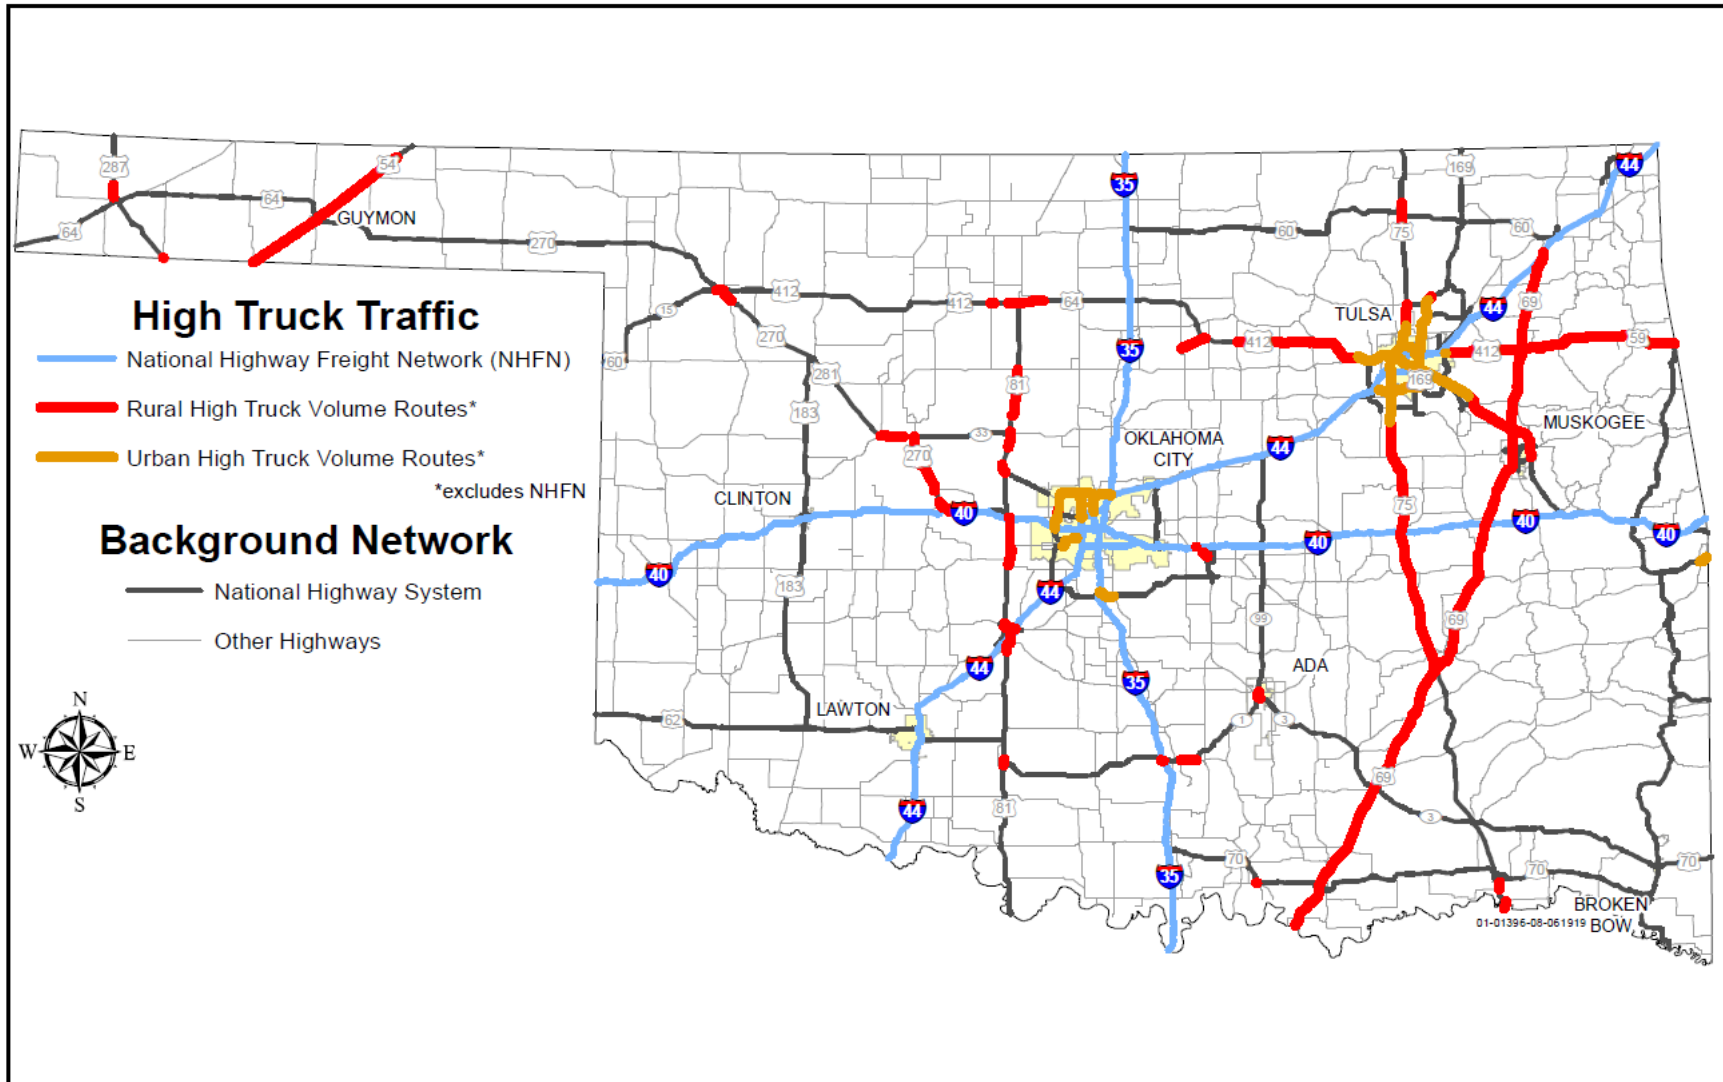 287
54
64
GUYMON
64
270
35
169
44
75
60
60
High Truck Traffic
National Highway Freight Network (NHFN)
Rural High Truck Volume Routes*
Urban High Truck Volume Routes*
*excludes NHFN
Background Network
National Highway System
Other Highways
N
W
E
S
15
412
412
64
270
60
281
183
81
33
270
35
TULSA
44
69
412
412
59
169
MUSKOGEE
OKLAHOMA
CITY
44
CLINTON
40
40
75
40
40
40
183
44
99
69
ADA
44
35
LAWTON
62
1
3
69
44
81
3
35
70
70
70
BROKEN
BOW
01-01396-08-061919